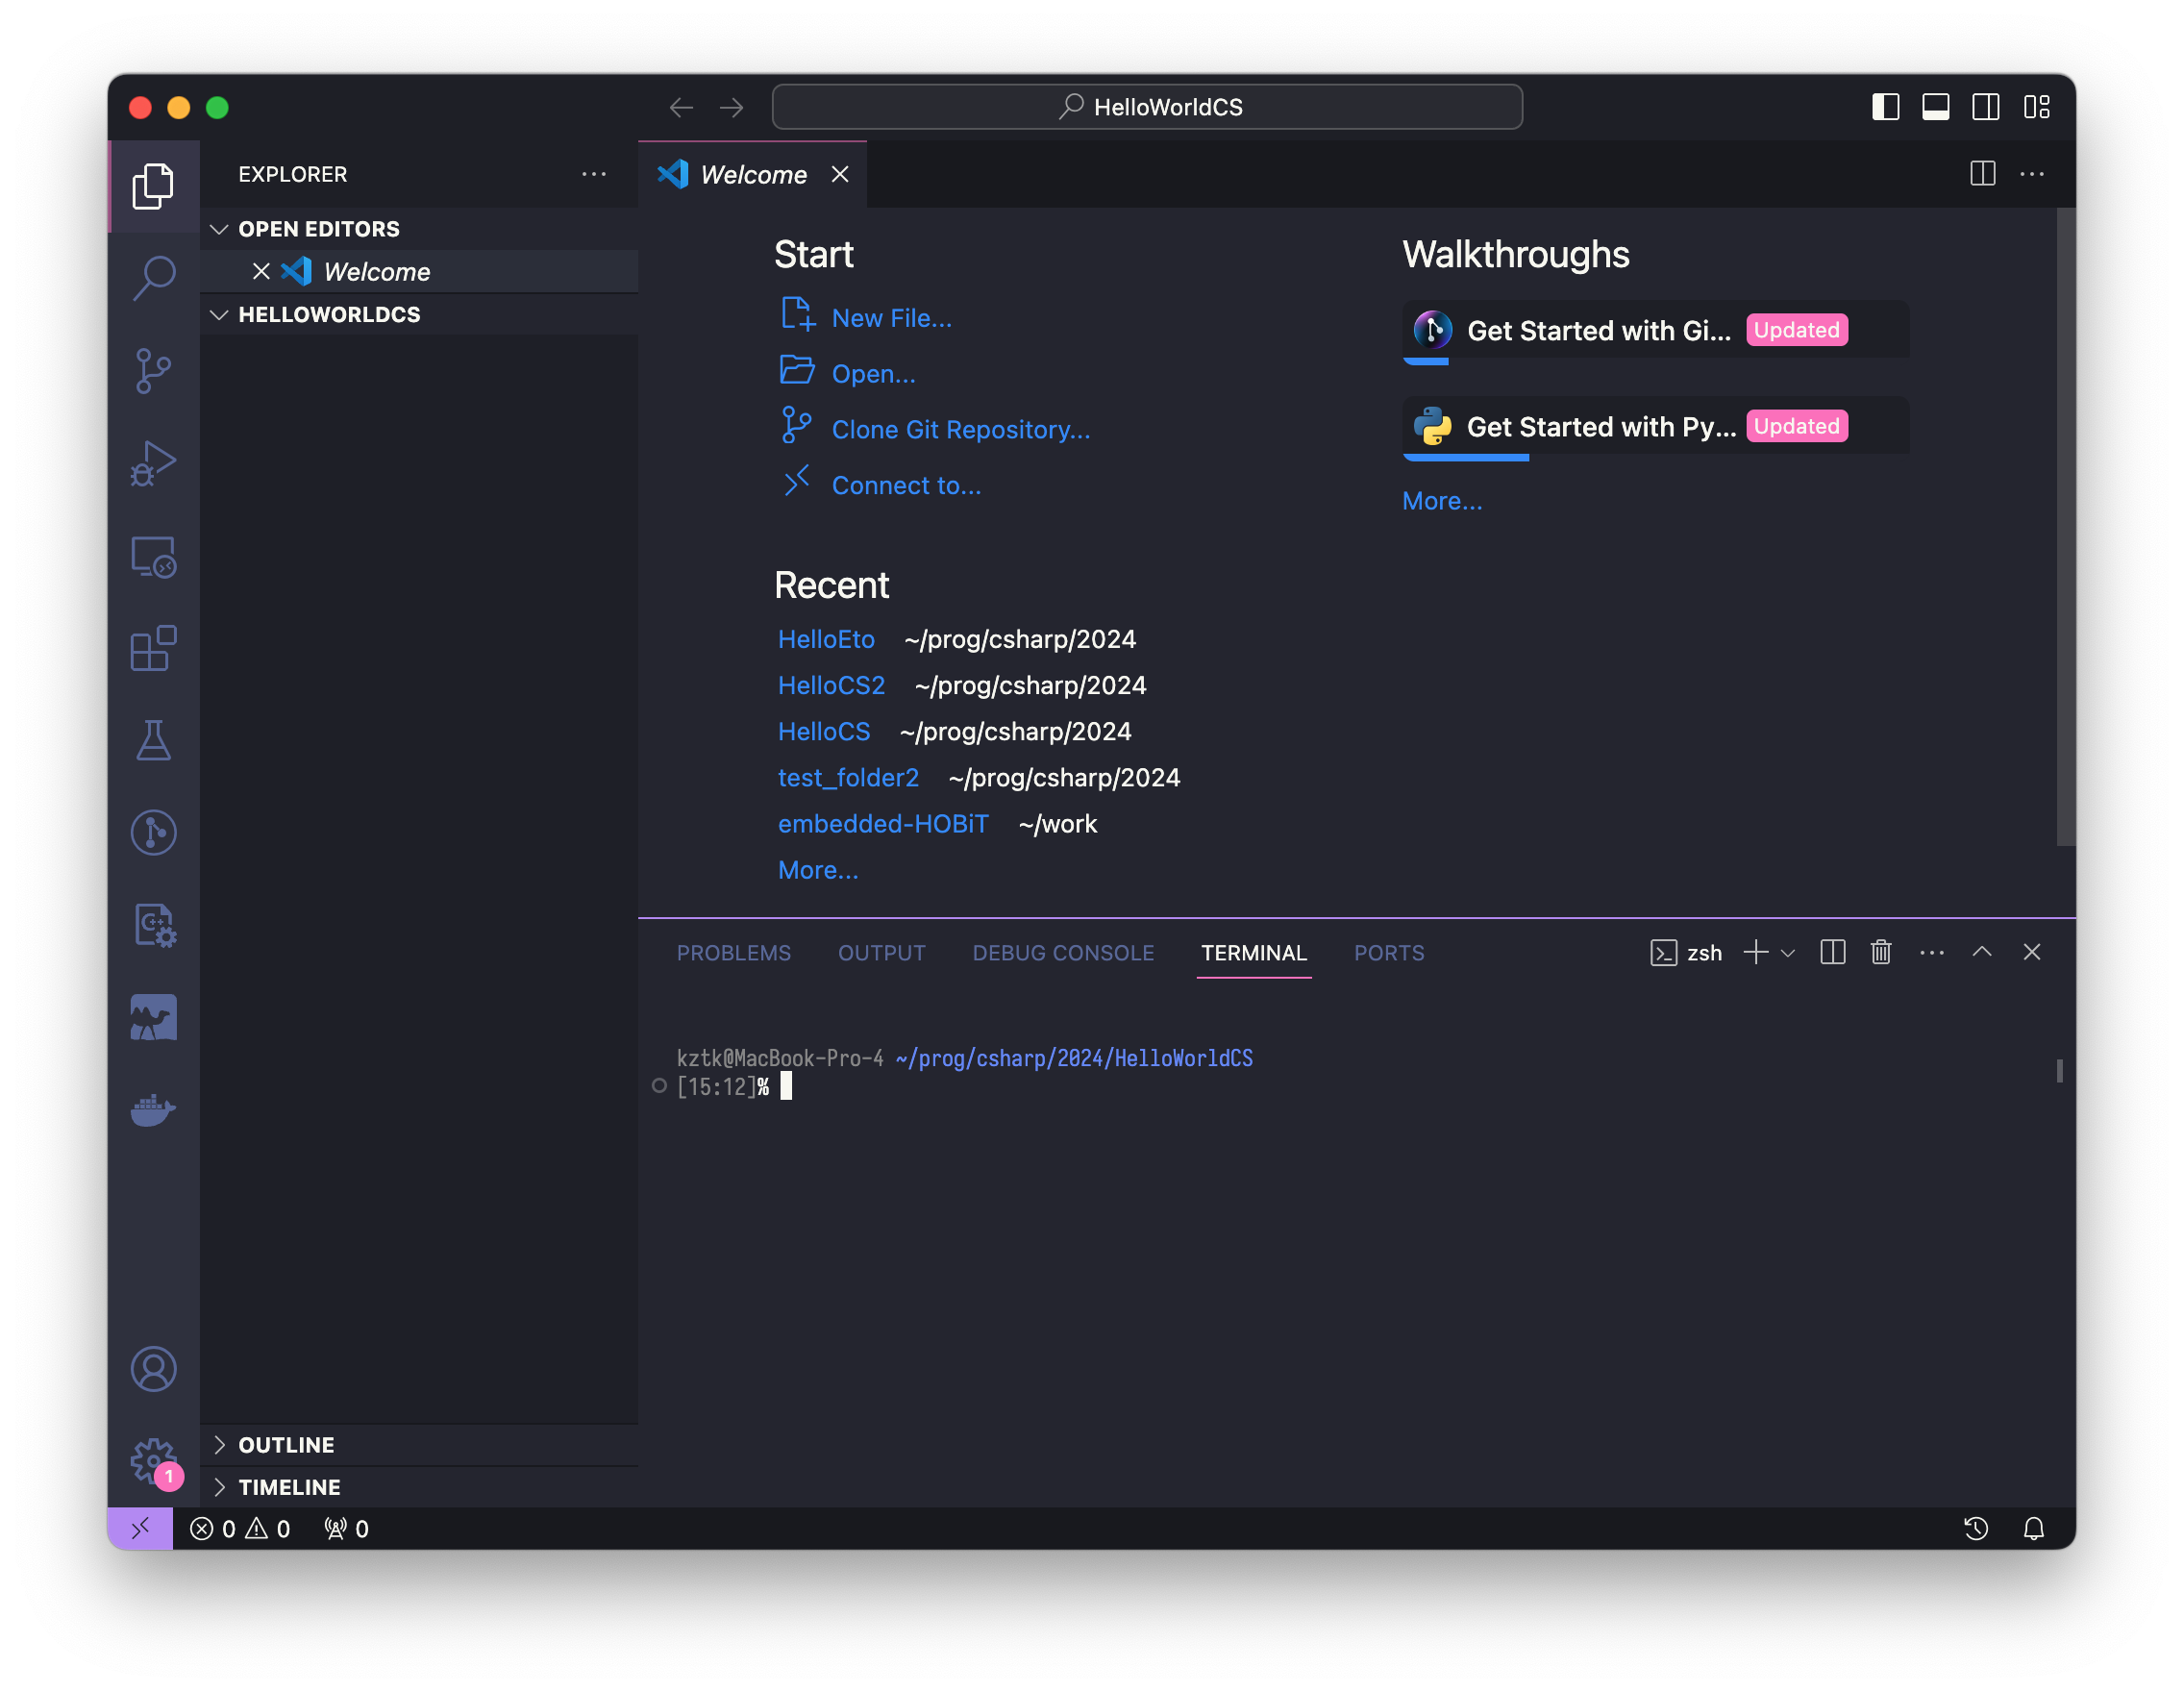 HelloWorldCS
EXPLORER
OPEN EDITORS
Welcome
HELLOWORLDCS
OUTLINE
TIMELINE
Welcome
Start
New File...
Open...
Clone Git Repository...
Connect to...
Recent
HelloEto ~/prog/csharp/2024
HelloCS2 ~/prog/csharp/2024
HelloCS ~/prog/csharp/2024
test_folder2 ~/prog/csharp/2024
embedded-HOBiT ~/work
More...
Walkthroughs
Get Started with Gi... Updated
Get Started with Py... Updated
More...
PROBLEMS OUTPUT DEBUG CONSOLE TERMINAL PORTS zsh
kztk@MacBook-Pro-4 ~/prog/csharp/2024/HelloWorldCS
[15:12]%
1
0 0 0